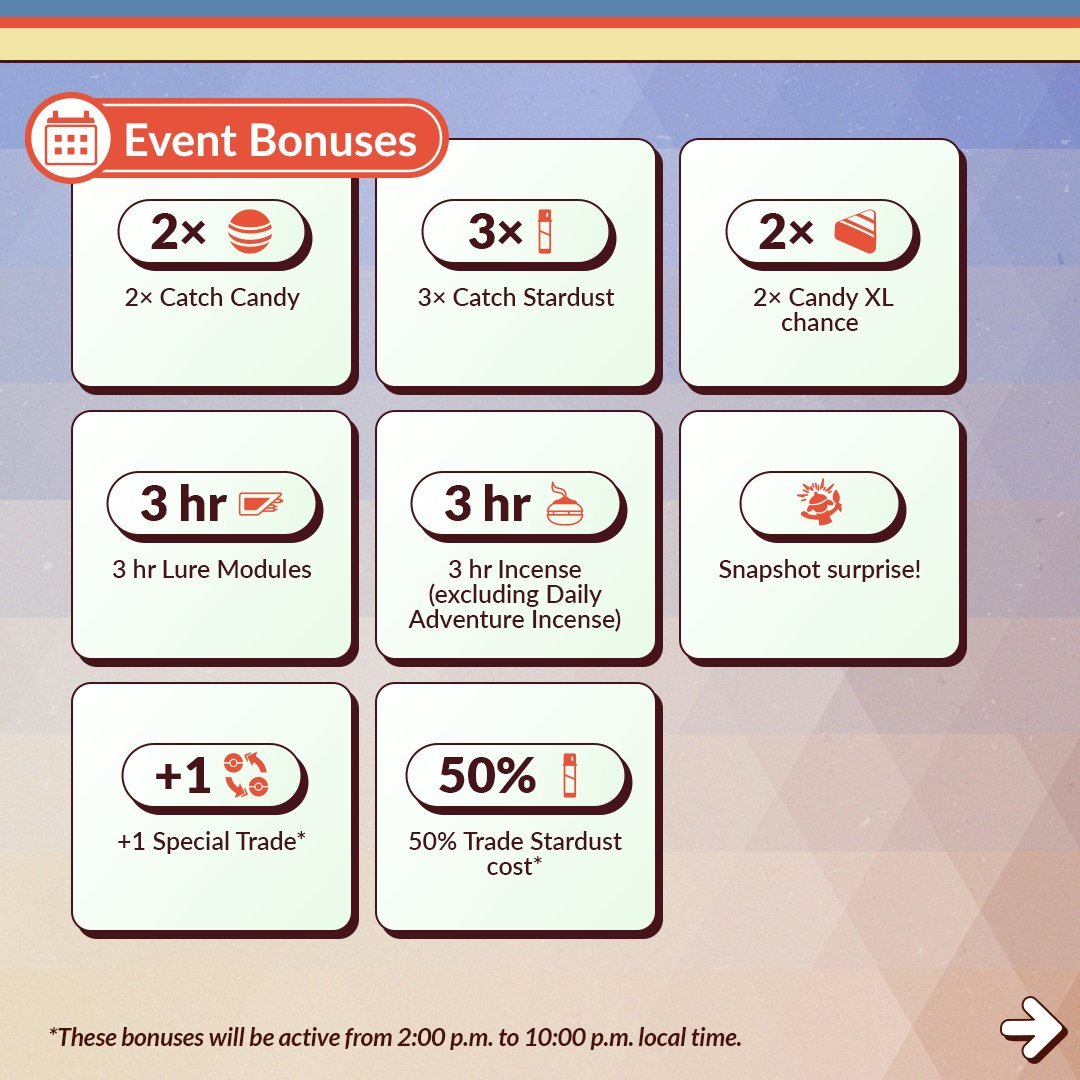 Event Bonuses
2×
2× Catch Candy
3×
3× Catch Stardust
2×
2× Candy XL
chance
3 hr
3 hr Lure Modules
3 hr
3 hr Incense
(excluding Daily
Adventure Incense)
Snapshot surprise!
+1
+1 Special Trade*
50%
50% Trade Stardust
cost*
*These bonuses will be active from 2:00 p.m. to 10:00 p.m. local time.